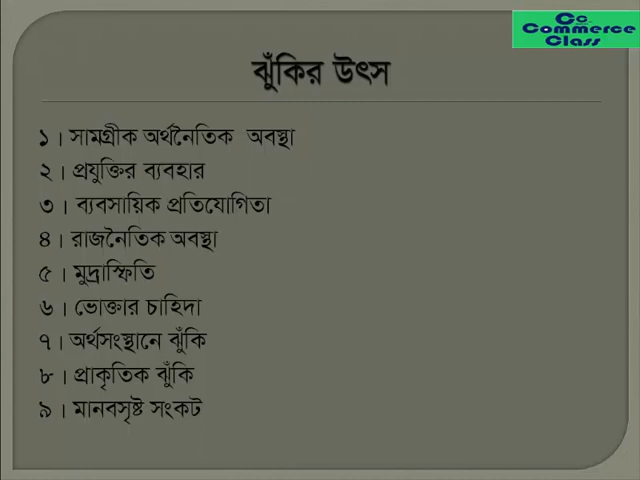 Cc
Commerce
Class
ঝুঁকির উৎস
১। সামগ্রীক অর্থনৈতিক অবস্থা
২। প্রযুক্তির ব্যবহার
৩। ব্যবসায়িক প্রতিযোগিতা
৪। রাজনৈতিক অবস্থা
৫। মুদ্রাস্ফিতি
৬। ভোক্তার চাহিদা
৭। অর্থসংস্থানে ঝুঁকি
৮। প্রাকৃতিক ঝুঁকি
৯। মানবসৃষ্ট সংকট